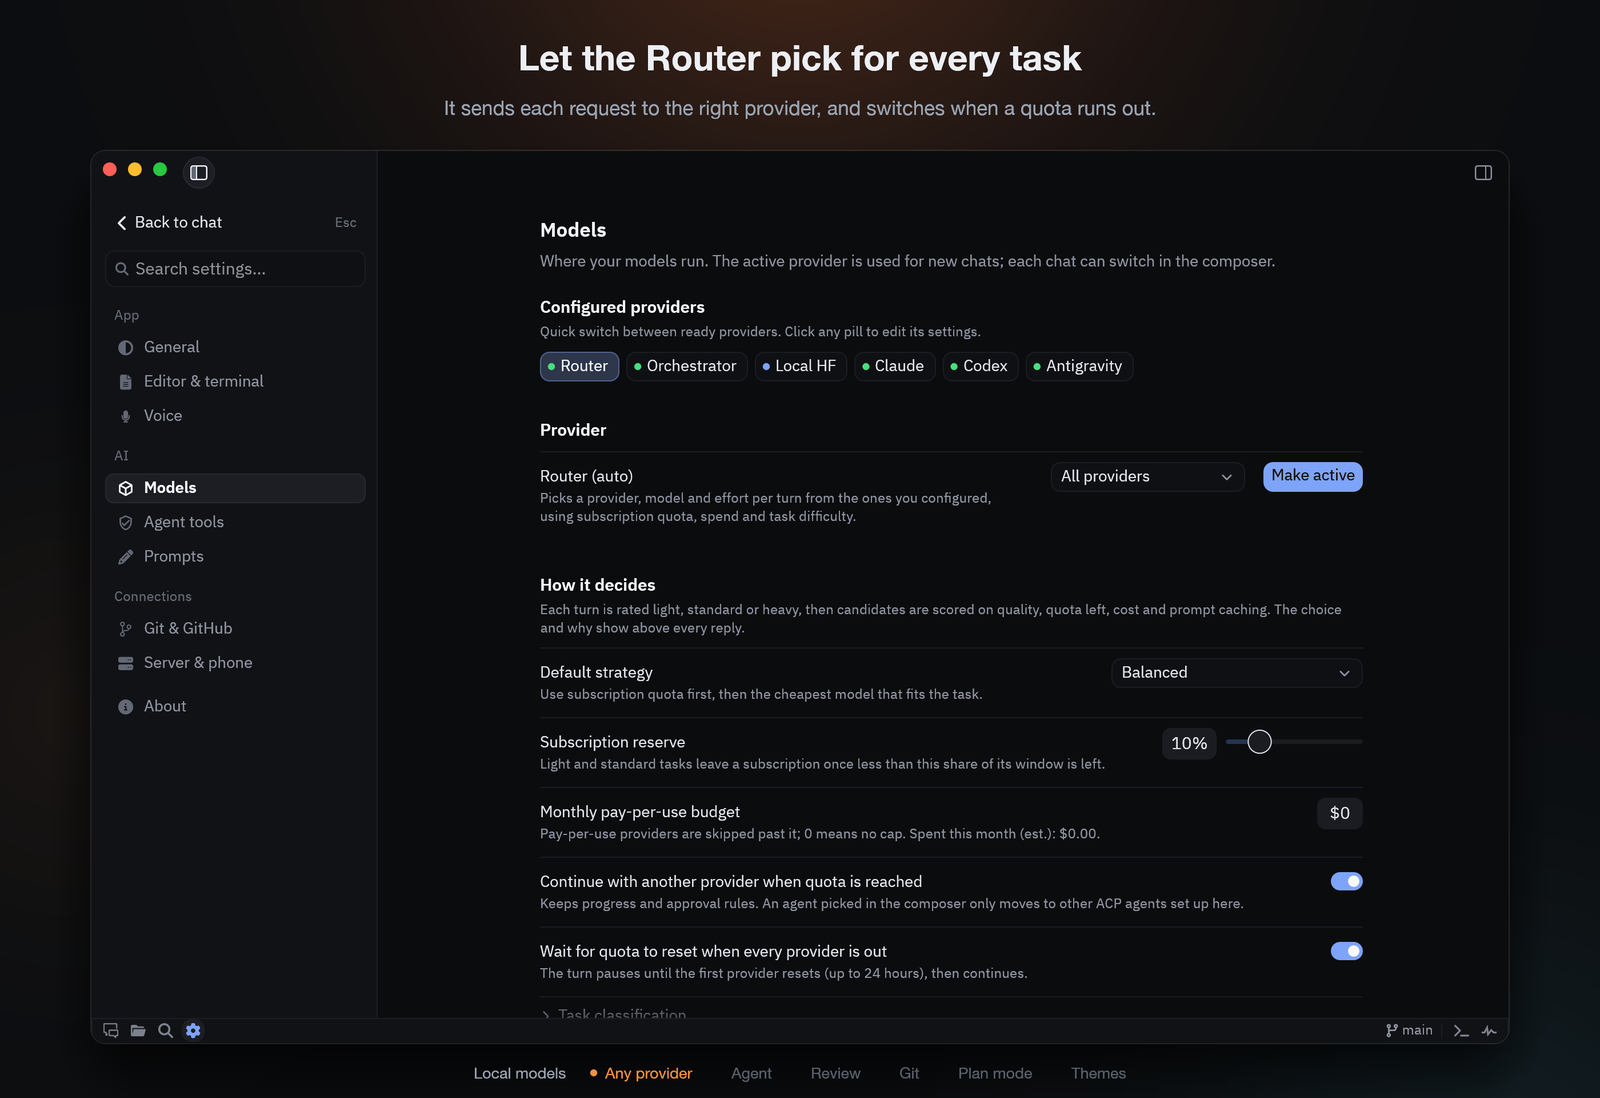 Let the Router pick for every task
It sends each request to the right provider, and switches when a quota runs out.
Back to chat
Esc
Search settings...
App
General
Editor & terminal
Voice
AI
Models
Agent tools
Prompts
Connections
Git & GitHub
Server & phone
About
Models
Where your models run. The active provider is used for new chats; each chat can switch in the composer.
Configured providers
Quick switch between ready providers. Click any pill to edit its settings.
Router
Orchestrator
Local HF
Claude
Codex
Antigravity
Provider
Router (auto)
Picks a provider, model and effort per turn from the ones you configured,
using subscription quota, spend and task difficulty.
All providers
Make active
How it decides
Each turn is rated light, standard or heavy, then candidates are scored on quality, quota left, cost and prompt caching. The choice
and why show above every reply.
Default strategy
Use subscription quota first, then the cheapest model that fits the task.
Balanced
Subscription reserve
Light and standard tasks leave a subscription once less than this share of its window is left.
10%
Monthly pay-per-use budget
Pay-per-use providers are skipped past it; 0 means no cap. Spent this month (est.): $0.00.
$0
Continue with another provider when quota is reached
Keeps progress and approval rules. An agent picked in the composer only moves to other ACP agents set up here.
Wait for quota to reset when every provider is out
The turn pauses until the first provider resets (up to 24 hours), then continues.
Task classification
main
Local models
Any provider
Agent
Review
Git
Plan mode
Themes